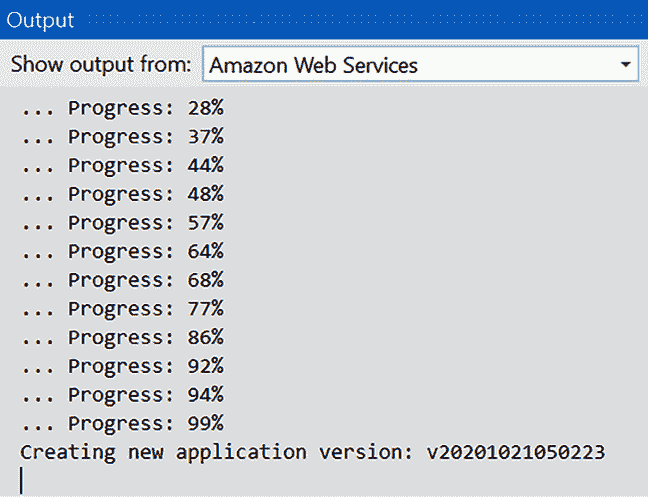 Output
Show output from: Amazon Web Services
... Progress: 28%
... Progress: 37%
... Progress: 44%
... Progress: 48%
... Progress: 57%
... Progress: 64%
... Progress: 68%
... Progress: 77%
... Progress: 86%
... Progress: 92%
... Progress: 94%
... Progress: 99%
Creating new application version: v20201021050223